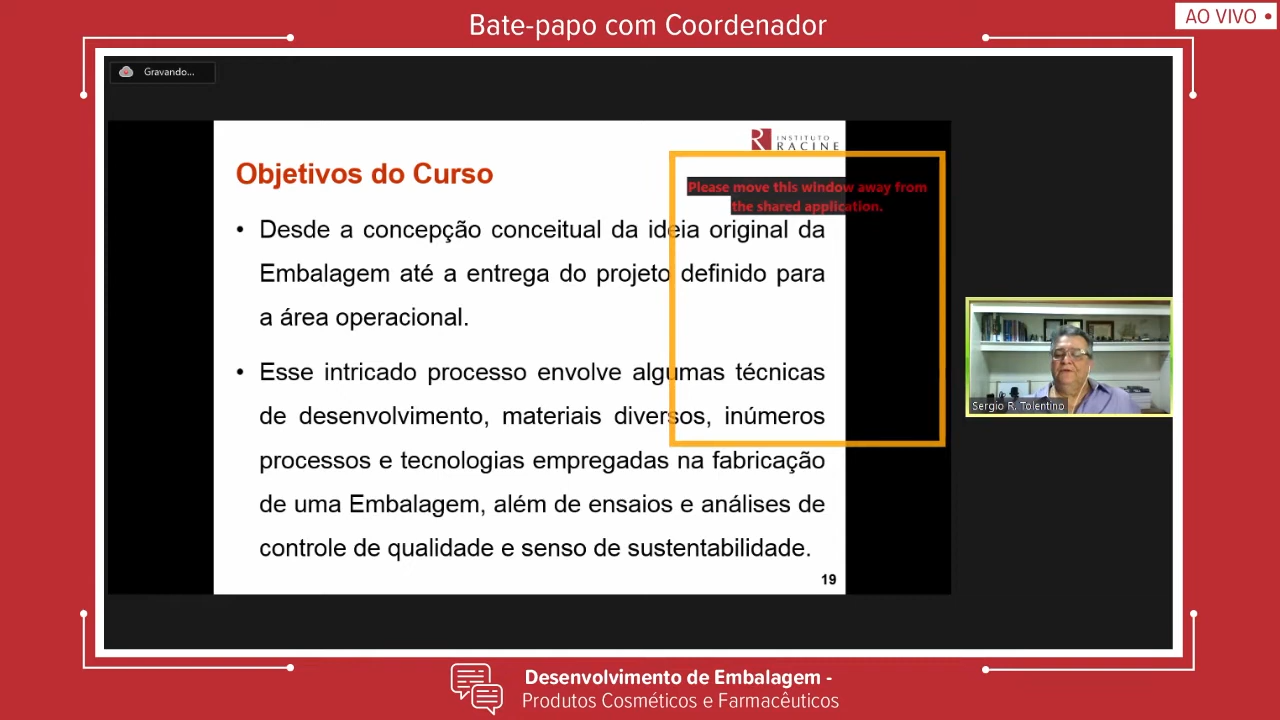 Bate-papo com Coordenador
AO VIVO
Gravando...
INSTITUTO
RACINE
Objetivos do Curso
Please move this window away from
the shared application.
• Desde a concepção conceitual da ideia original da
Embalagem até a entrega do projeto definido para
a área operacional.
• Esse intricado processo envolve algumas técnicas
de desenvolvimento, materiais diversos, inúmeros
processos e tecnologias empregadas na fabricação
de uma Embalagem, além de ensaios e análises de
controle de qualidade e senso de sustentabilidade.
19
Sergio R. Tolentino
Desenvolvimento de Embalagem -
Produtos Cosméticos e Farmacêuticos